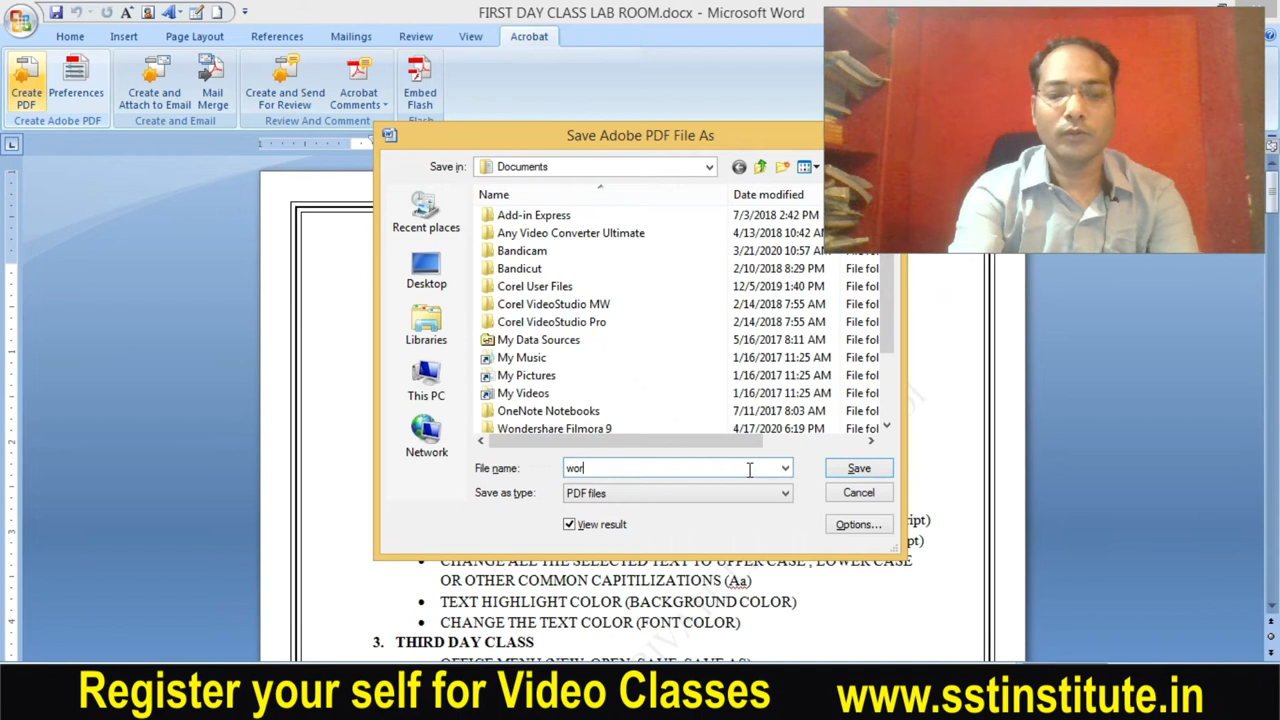 FIRST DAY CLASS LAB ROOM.docx - Microsoft Word
Home Insert Page Layout References Mailings Review View Acrobat
Create PDF
Preferences
Create and Attach to Email
Mail Merge
Create and Send For Review
Acrobat Comments
Embed Flash
Create Adobe PDF
Create and Email
Review And Comment
Flash
Save Adobe PDF File As
Save in: Documents
Name Date modified
Recent places
Desktop
Libraries
This PC
Network
Add-in Express 7/3/2018 2:42 PM
Any Video Converter Ultimate 4/13/2018 10:42 AM
Bandicam 3/21/2020 10:57 AM
Bandicut 2/10/2018 8:29 PM File fol
Corel User Files 12/5/2019 1:40 PM File fol
Corel VideoStudio MW 2/14/2018 7:55 AM File fol
Corel VideoStudio Pro 2/14/2018 7:55 AM File fol
My Data Sources 5/16/2017 8:11 AM File fol
My Music 1/16/2017 11:25 AM File fol
My Pictures 1/16/2017 11:25 AM File fol
My Videos 1/16/2017 11:25 AM File fol
OneNote Notebooks 7/11/2017 8:03 AM File fol
Wondershare Filmora 9 4/17/2020 6:19 PM File fol
File name: wor Save
Save as type: PDF files Cancel
View result Options...
ipt)
pt)
CHANGE ALL THE SELECTED TEXT TO UPPER CASE , LOWER CASE
OR OTHER COMMON CAPITILIZATIONS (Aa)
• TEXT HIGHLIGHT COLOR (BACKGROUND COLOR)
• CHANGE THE TEXT COLOR (FONT COLOR)
3. THIRD DAY CLASS
OFFICE MENU (NEW, OPEN, SAVE, SAVE AS)
Register your self for Video Classes www.sstinstitute.in